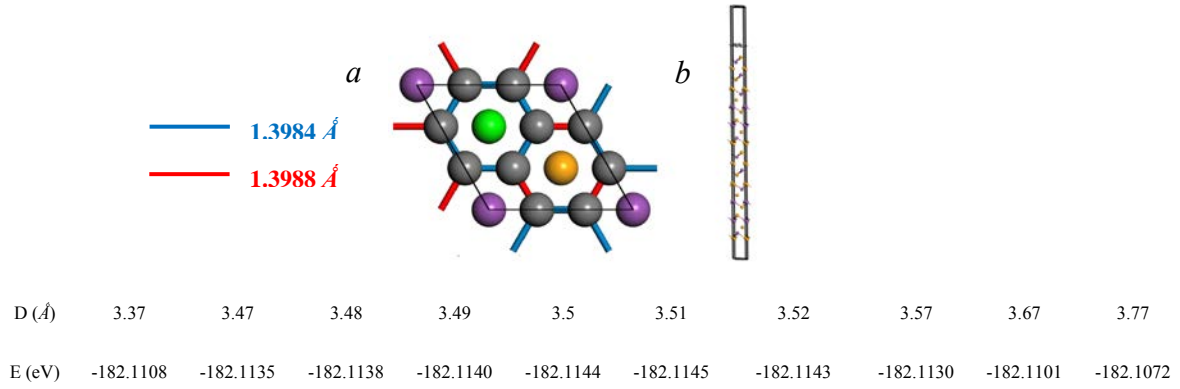 a
b
1.3984 Å
1.3988 Å
D (Å) 3.37 3.47 3.48 3.49 3.5 3.51 3.52 3.57 3.67 3.77
E (eV) -182.1108 -182.1135 -182.1138 -182.1140 -182.1144 -182.1145 -182.1143 -182.1130 -182.1101 -182.1072